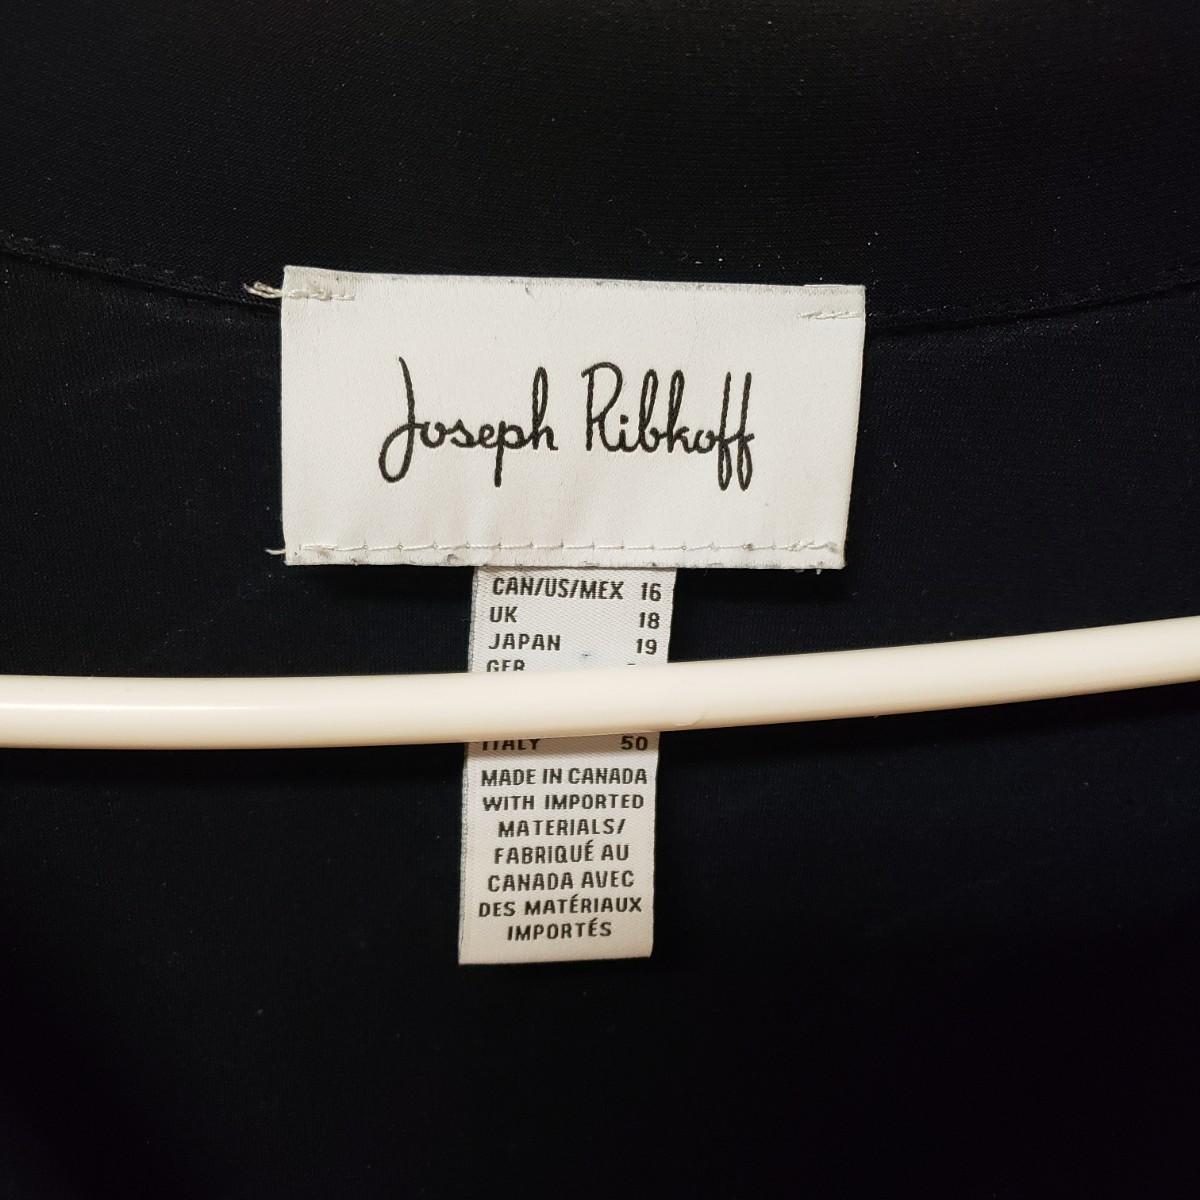 Joseph Ribkoff
CAN/US/MEX 16
UK 18
JAPAN 19
GER
ITALY 50
MADE IN CANADA
WITH IMPORTED
MATERIALS/
FABRIQUÉ AU
CANADA AVEC
DES MATÉRIAUX
IMPORTÉS